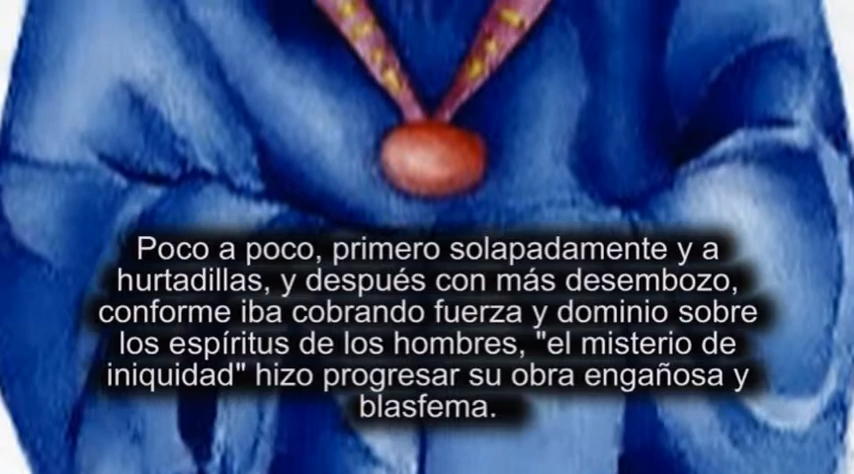 Poco a poco, primero solapadamente y a
hurtadillas, y después con más desembozo,
conforme iba cobrando fuerza y dominio sobre
los espíritus de los hombres, "el misterio de
iniquidad" hizo progresar su obra engañosa y
blasfema.